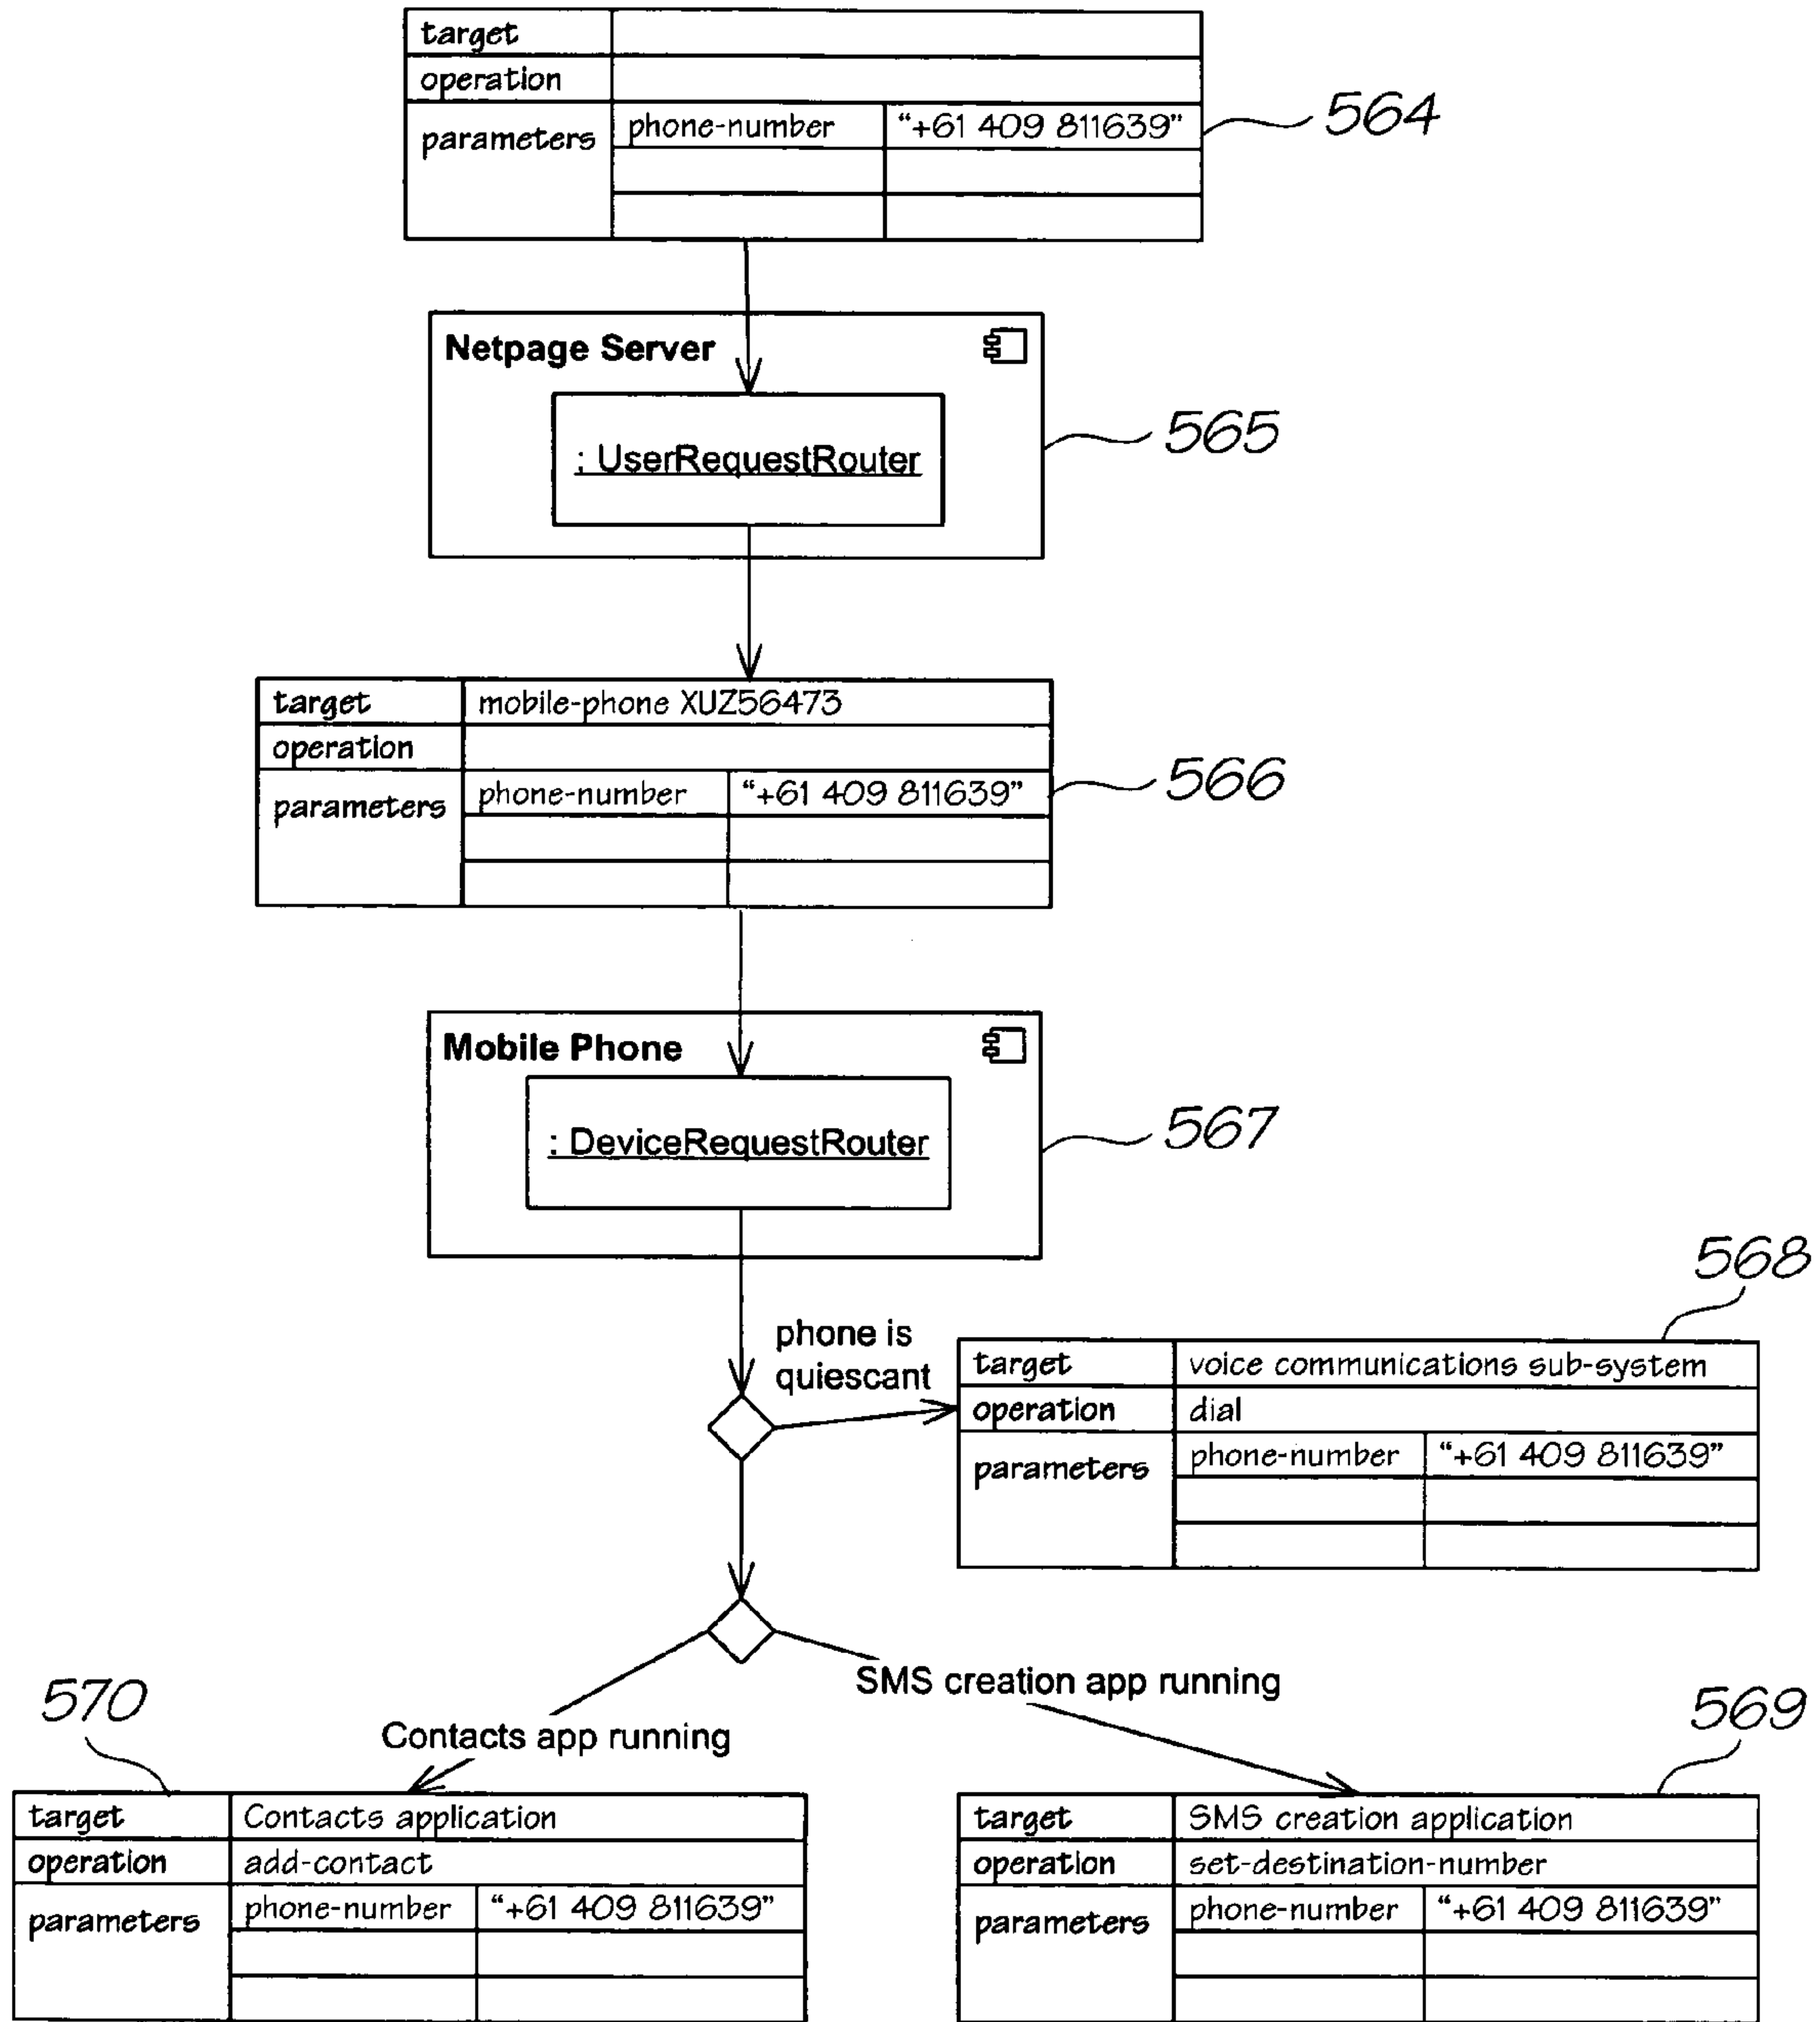 target
operation
parameters phone-number "+61 409 811639"
564
Netpage Server
: UserRequestRouter
565
target mobile-phone XUZ56473
operation
parameters phone-number "+61 409 811639"
566
Mobile Phone
: DeviceRequestRouter
567
phone is
quiescant
568
target voice communications sub-system
operation dial
parameters phone-number "+61 409 811639"
SMS creation app running
Contacts app running
570
target Contacts application
operation add-contact
parameters phone-number "+61 409 811639"
569
target SMS creation application
operation set-destination-number
parameters phone-number "+61 409 811639"